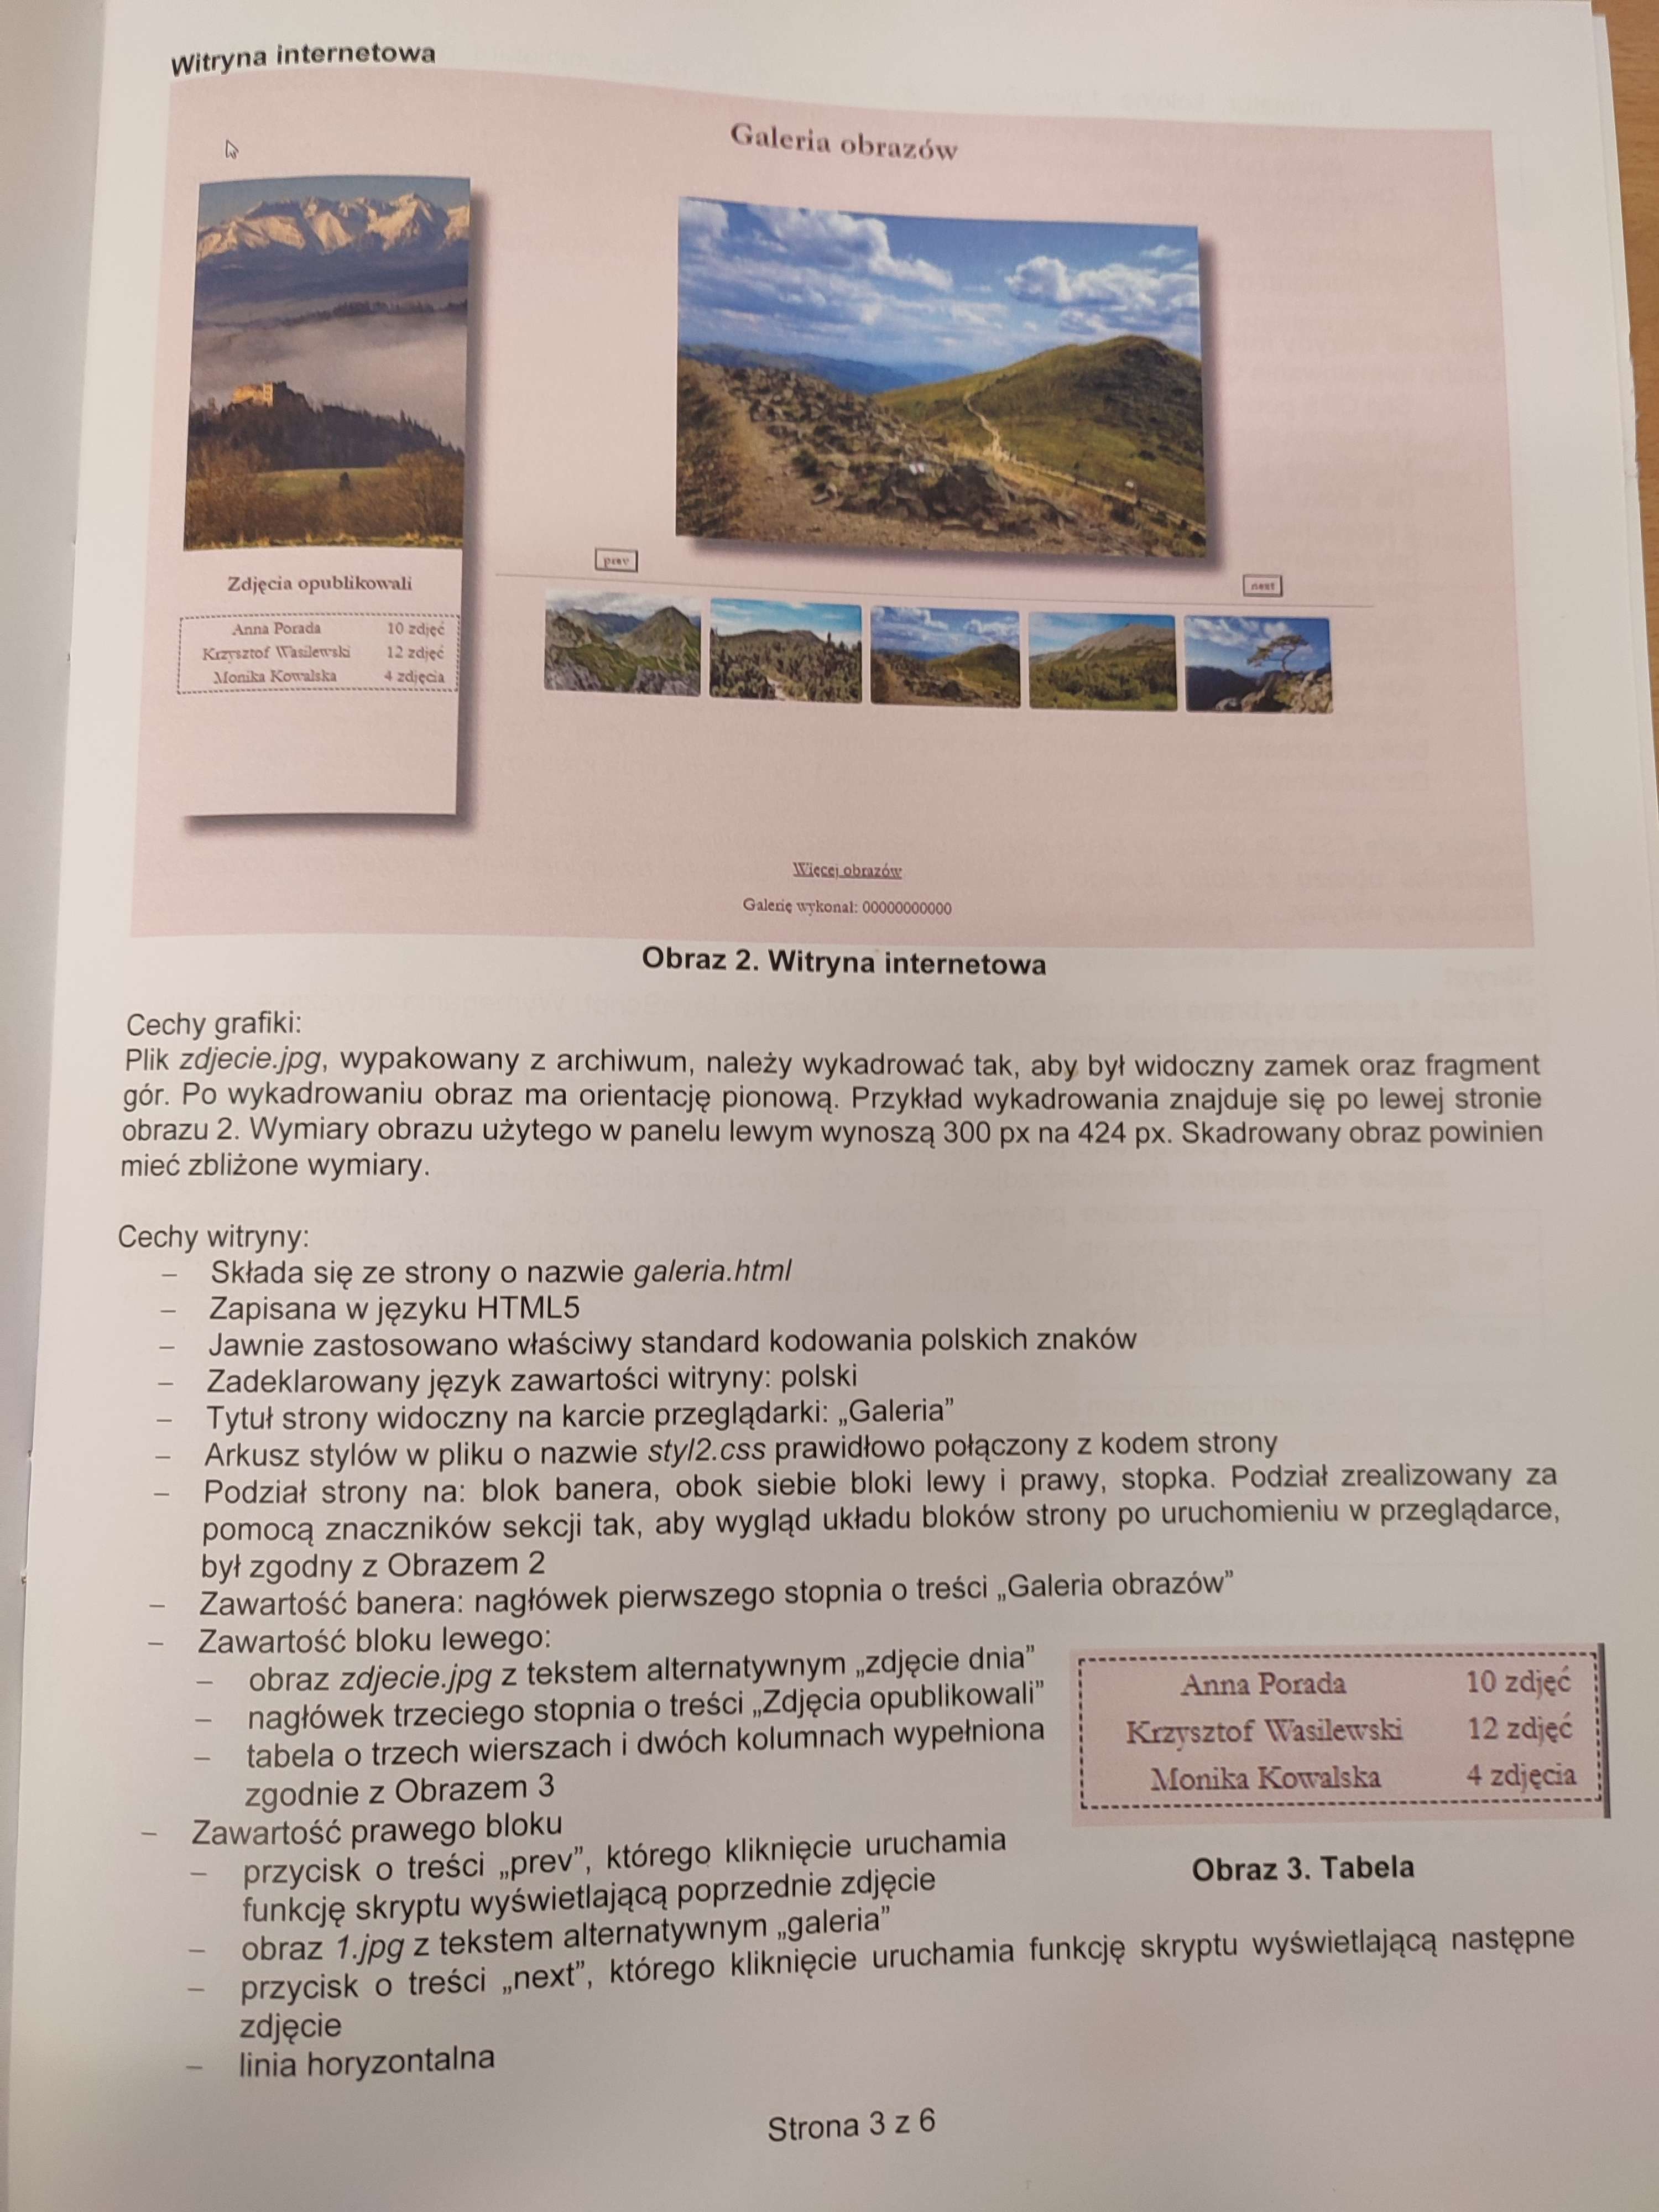 Witryna internetowa
Galeria obrazów
prev
next
Zdjęcia opublikowali
Anna Porada 10 zdjęć
Krzysztof Wasilewski 12 zdjęć
Monika Kowalska 4 zdjęcia
Więcej obrazów
Galerię wykonał: 00000000000
Obraz 2. Witryna internetowa
Cechy grafiki:
Plik zdjecie.jpg, wypakowany z archiwum, należy wykadrować tak, aby był widoczny zamek oraz fragment
gór. Po wykadrowaniu obraz ma orientację pionową. Przykład wykadrowania znajduje się po lewej stronie
obrazu 2. Wymiary obrazu użytego w panelu lewym wynoszą 300 px na 424 px. Skadrowany obraz powinien
mieć zbliżone wymiary.
Cechy witryny:
– Składa się ze strony o nazwie galeria.html
– Zapisana w języku HTML5
– Jawnie zastosowano właściwy standard kodowania polskich znaków
– Zadeklarowany język zawartości witryny: polski
– Tytuł strony widoczny na karcie przeglądarki: „Galeria”
– Arkusz stylów w pliku o nazwie styl2.css prawidłowo połączony z kodem strony
– Podział strony na: blok banera, obok siebie bloki lewy i prawy, stopka. Podział zrealizowany za
pomocą znaczników sekcji tak, aby wygląd układu bloków strony po uruchomieniu w przeglądarce,
był zgodny z Obrazem 2
– Zawartość banera: nagłówek pierwszego stopnia o treści „Galeria obrazów”
– Zawartość bloku lewego:
– obraz zdjecie.jpg z tekstem alternatywnym „zdjęcie dnia”
– nagłówek trzeciego stopnia o treści „Zdjęcia opublikowali”
– tabela o trzech wierszach i dwóch kolumnach wypełniona
zgodnie z Obrazem 3
Anna Porada 10 zdjęć
Krzysztof Wasilewski 12 zdjęć
Monika Kowalska 4 zdjęcia
Obraz 3. Tabela
– Zawartość prawego bloku
– przycisk o treści „prev”, którego kliknięcie uruchamia
funkcję skryptu wyświetlającą poprzednie zdjęcie
– obraz 1.jpg z tekstem alternatywnym „galeria”
– przycisk o treści „next”, którego kliknięcie uruchamia funkcję skryptu wyświetlającą następne
zdjęcie
– linia horyzontalna
Strona 3 z 6